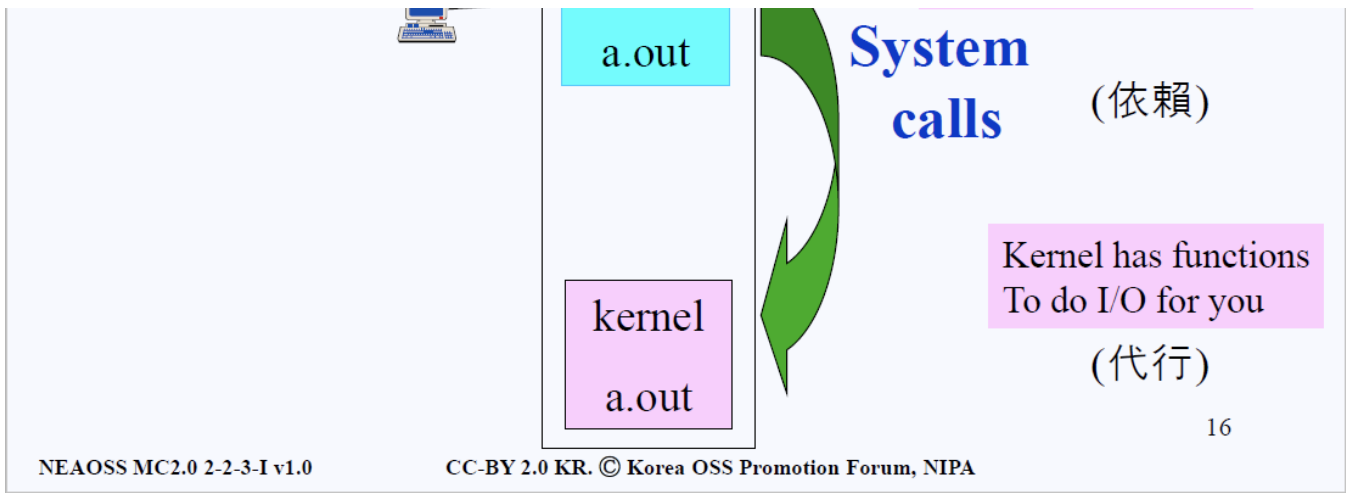 a.out
System
calls
(依賴)
Kernel has functions
To do I/O for you
(代行)
kernel
a.out
16
NEAOSS MC2.0 2-2-3-I v1.0
CC-BY 2.0 KR. Ⓒ Korea OSS Promotion Forum, NIPA